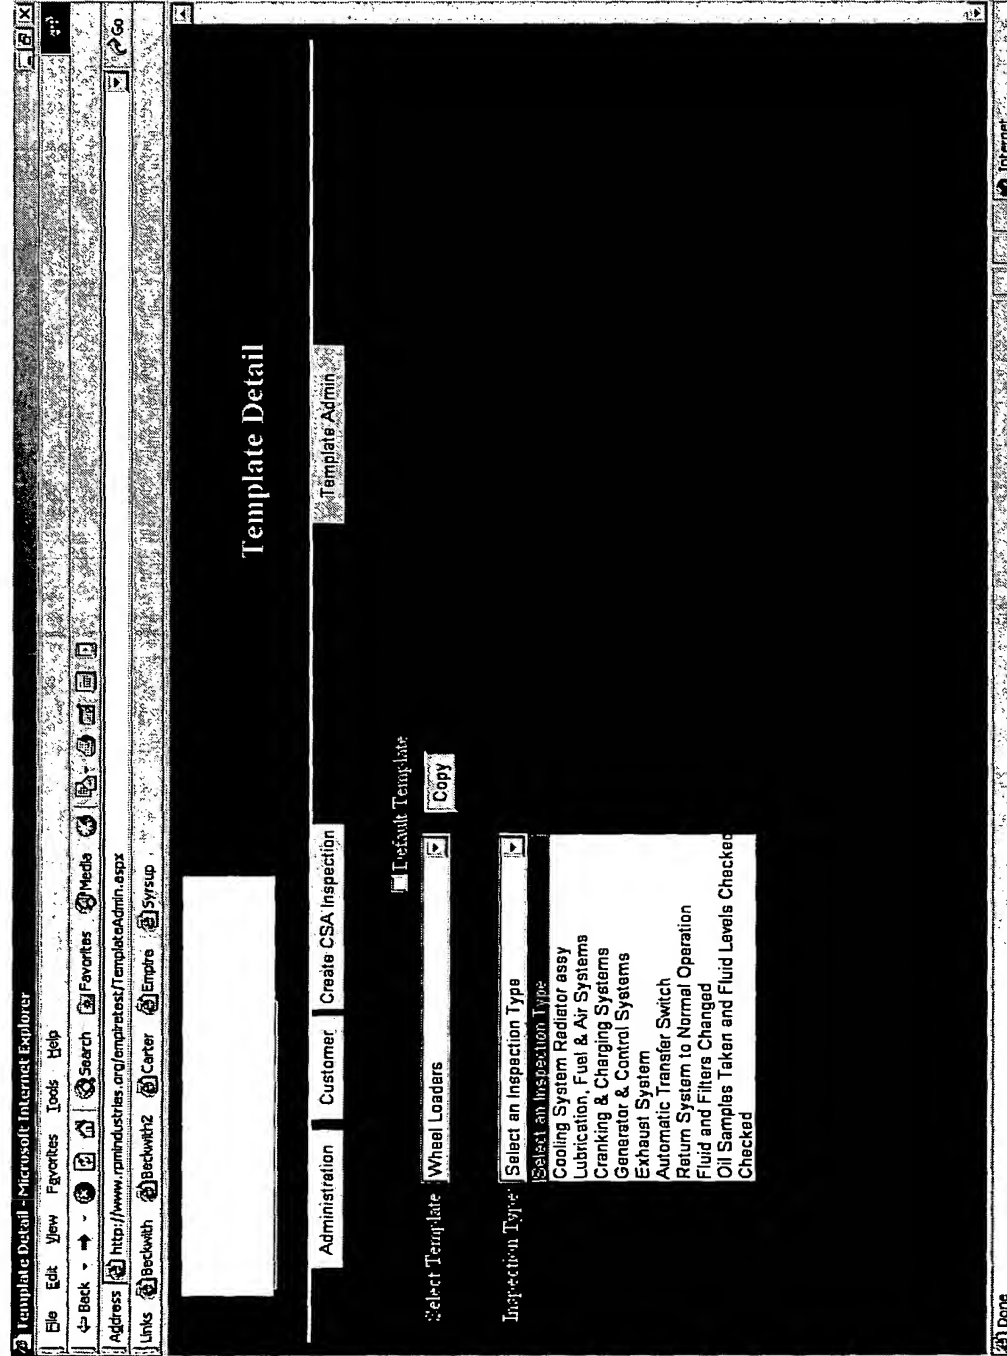 Template Detail - Microsoft Internet Explorer
File Edit View Favorites Tools Help
Back Search Favorites Media
Address http://www.rpmindustries.org/empiretest/TemplateAdmin.aspx Go
Links Beckwith Beckwith2 Carter Empire Syrsup
Template Detail
Administration Customer Create CSA Inspection Template Admin
Default Template
Select Template Wheel Loaders Copy
Inspection Type Select an Inspection Type
Select an Inspection Type
Cooling System Radiator assy
Lubrication, Fuel & Air Systems
Cranking & Charging Systems
Generator & Control Systems
Exhaust System
Automatic Transfer Switch
Return System to Normal Operation
Fluid and Filters Changed
Oil Samples Taken and Fluid Levels Checked
Checked
Done Internet